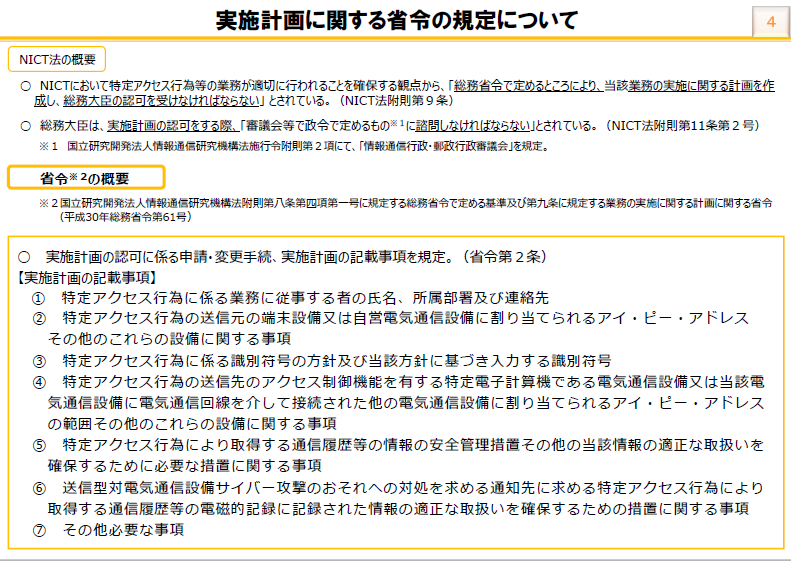 実施計画に関する省令の規定について
4
NICT法の概要
○ NICTにおいて特定アクセス行為等の業務が適切に行われることを確保する観点から、「総務省令で定めるところにより、当該業務の実施に関する計画を作
成し、総務大臣の認可を受けなければならない」とされている。（NICT法附則第９条）
○ 総務大臣は、実施計画の認可をする際、「審議会等で政令で定めるもの※１に諮問しなければならない」とされている。（NICT法附則第11条第２号）
※１ 国立研究開発法人情報通信研究機構法施行令附則第２項にて、「情報通信行政・郵政行政審議会」を規定。
省令※２の概要
※２国立研究開発法人情報通信研究機構法附則第八条第四項第一号に規定する総務省令で定める基準及び第九条に規定する業務の実施に関する計画に関する省令
（平成30年総務省令第61号）
○ 実施計画の認可に係る申請・変更手続、実施計画の記載事項を規定。（省令第２条）
【実施計画の記載事項】
① 特定アクセス行為に係る業務に従事する者の氏名、所属部署及び連絡先
② 特定アクセス行為の送信元の端末設備又は自営電気通信設備に割り当てられるアイ・ピー・アドレス
その他のこれらの設備に関する事項
③ 特定アクセス行為に係る識別符号の方針及び当該方針に基づき入力する識別符号
④ 特定アクセス行為の送信先のアクセス制御機能を有する特定電子計算機である電気通信設備又は当該電
気通信設備に電気通信回線を介して接続された他の電気通信設備に割り当てられるアイ・ピー・アドレス
の範囲その他のこれらの設備に関する事項
⑤ 特定アクセス行為により取得する通信履歴等の情報の安全管理措置その他の当該情報の適正な取扱いを
確保するために必要な措置に関する事項
⑥ 送信型対電気通信設備サイバー攻撃のおそれへの対処を求める通知先に求める特定アクセス行為により
取得する通信履歴等の電磁的記録に記録された情報の適正な取扱いを確保するための措置に関する事項
⑦ その他必要な事項